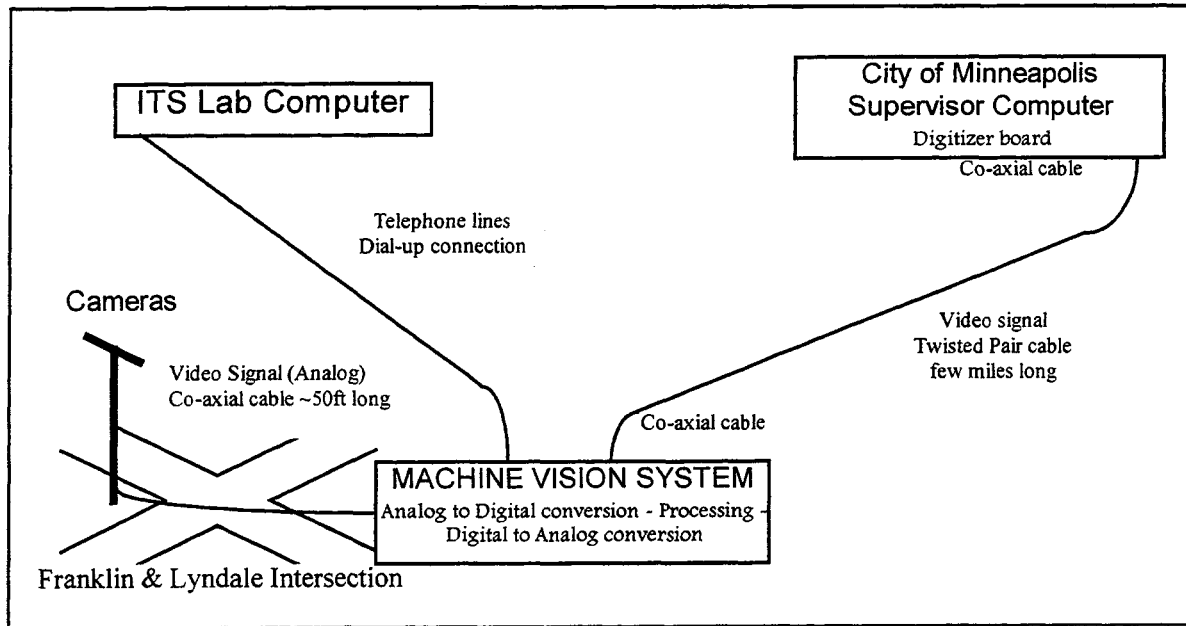 ITS Lab Computer
City of Minneapolis
Supervisor Computer
Digitizer board
Co-axial cable
Telephone lines
Dial-up connection
Cameras
Video Signal (Analog)
Co-axial cable ~50ft long
Video signal
Twisted Pair cable
few miles long
Co-axial cable
MACHINE VISION SYSTEM
Analog to Digital conversion - Processing -
Digital to Analog conversion
Franklin & Lyndale Intersection